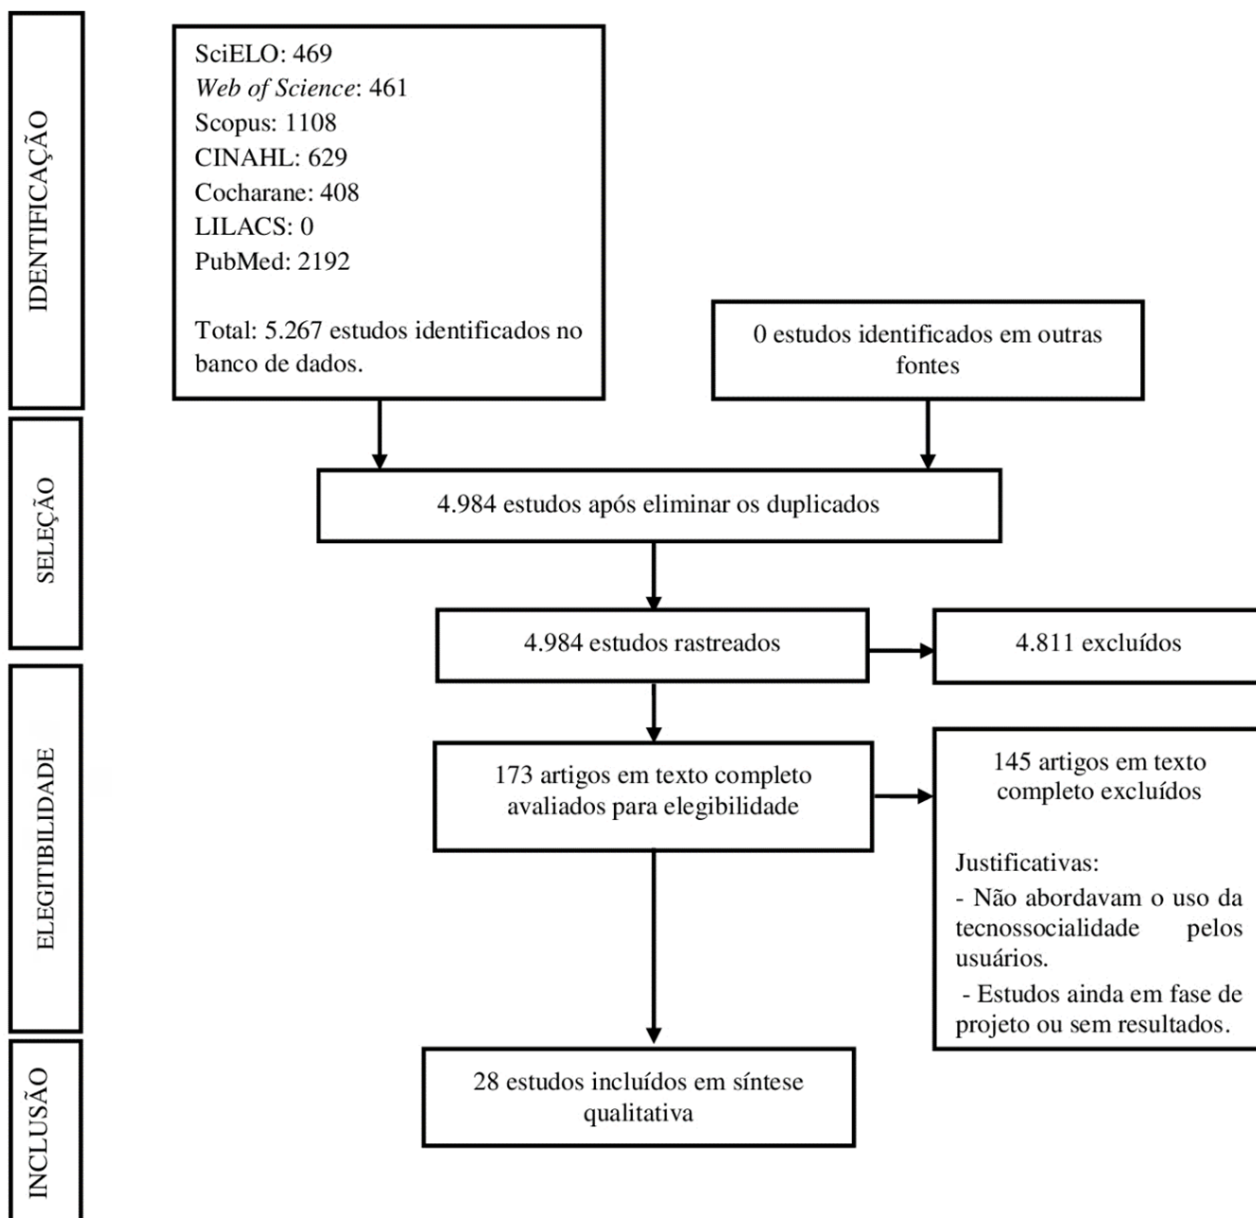 IDENTIFICAÇÃO
SciELO: 469
Web of Science: 461
Scopus: 1108
CINAHL: 629
Cocharane: 408
LILACS: 0
PubMed: 2192
Total: 5.267 estudos identificados no
banco de dados.
0 estudos identificados em outras
fontes
SELEÇÃO
4.984 estudos após eliminar os duplicados
4.984 estudos rastreados
4.811 excluídos
ELEGITIBILIDADE
173 artigos em texto completo
avaliados para elegibilidade
145 artigos em texto
completo excluídos
Justificativas:
- Não abordavam o uso da
tecnossocialidade pelos
usuários.
- Estudos ainda em fase de
projeto ou sem resultados.
INCLUSÃO
28 estudos incluídos em síntese
qualitativa